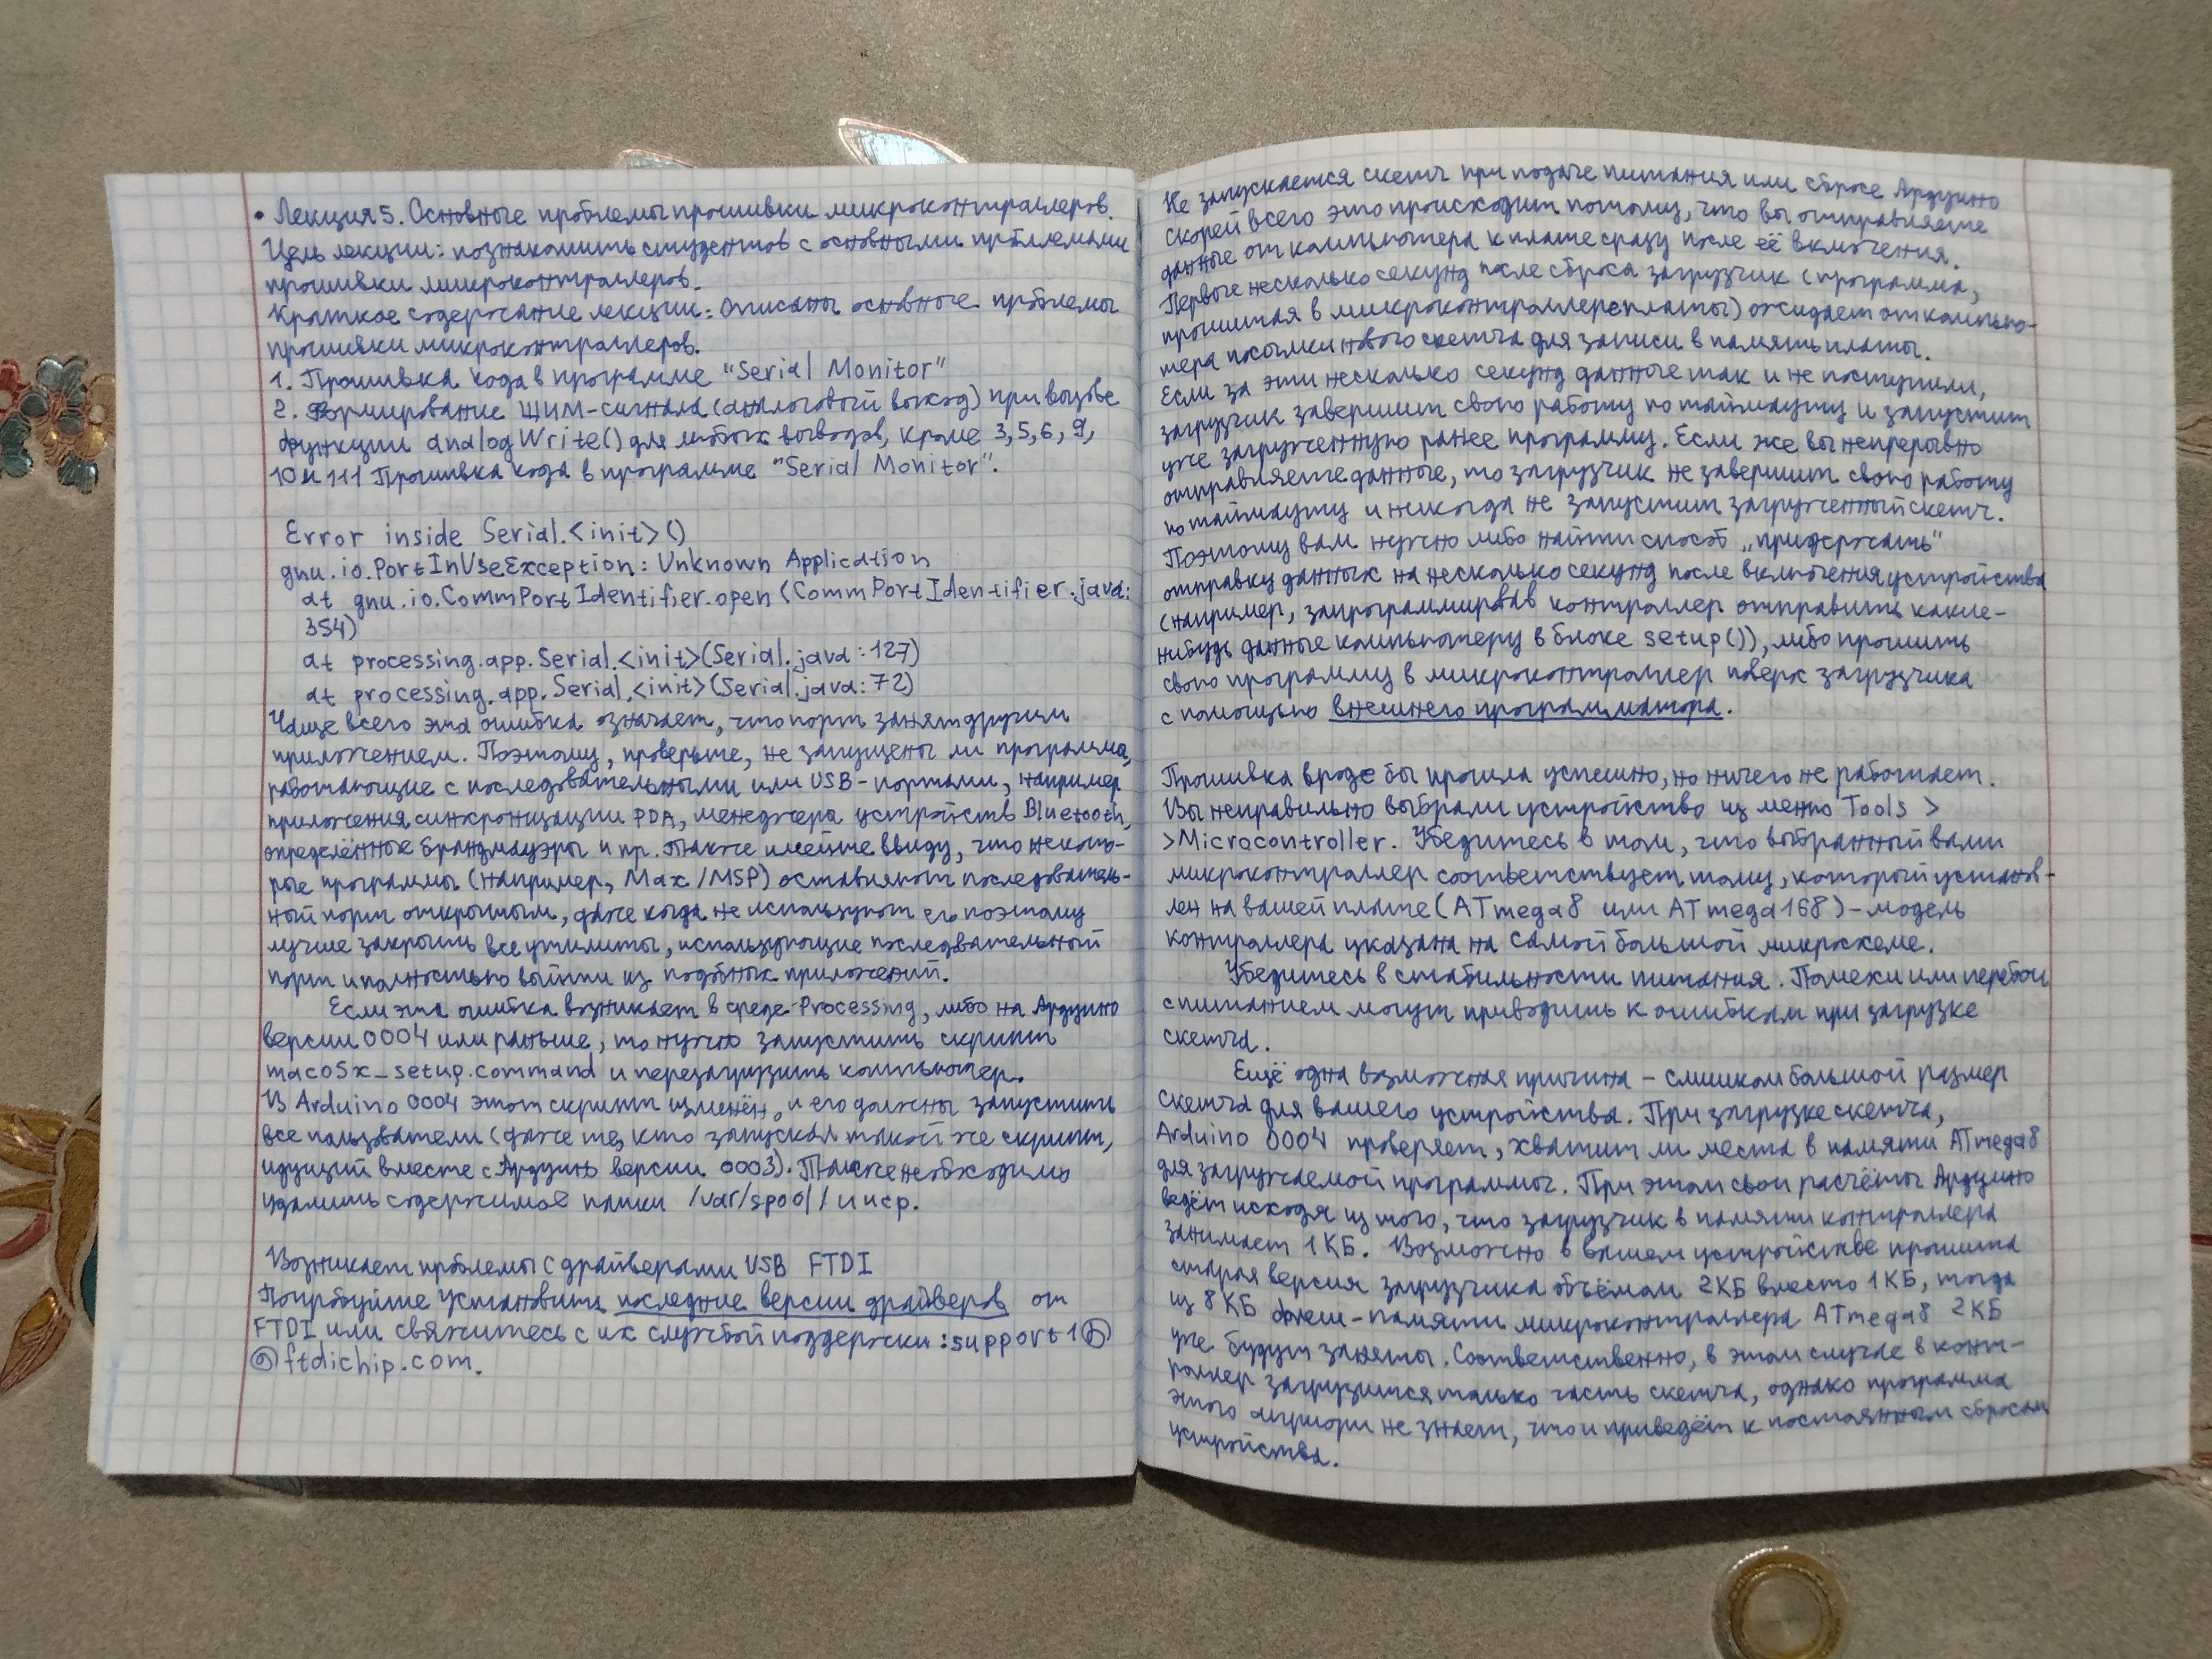 • Лекция 5. Основные проблемы прошивки микроконтроллеров.
Цель лекции: познакомить студентов с основными проблемами
прошивки микроконтроллеров.
Краткое содержание лекции: Описаны основные проблемы
прошивки микроконтроллеров.
1. Прошивка кода в программе "Serial Monitor"
2. Формирование ШИМ-сигнала (аналоговый выход) при вызове
функции analogWrite() для любых выводов, кроме 3, 5, 6, 9,
10 и 111 Прошивка кода в программе "Serial Monitor".
Error inside Serial.<init>()
gnu.io.PortInUseException: Unknown Application
at gnu.io.CommPortIdentifier.open (CommPortIdentifier.java:
354)
at processing.app.Serial.<init>(Serial.java:127)
at processing.app.Serial.<init>(Serial.java:72)
Чаще всего эта ошибка означает, что порт занят другим
приложением. Поэтому, проверьте, не запущены ли программа,
работающие с последовательными или USB-портами, например
приложения синхронизации PDA, менеджера устройств Bluetooth,
определённые брандмауэры и пр. Также имейте ввиду, что некото-
рые программы (например, Max/MSP) оставляют последователь-
ный порт открытым, даже когда не используют его поэтому
лучше закрыть все утилиты, использующие последовательный
порт и полностью выйти из подобных приложений.
Если эта ошибка возникает в среде Processing, либо на Ардуино
версии 0004 или раньше, то нужно запустить скрипт
macosx_setup.command и перезагрузить компьютер.
В Arduino 0004 этот скрипт изменён, и его должны запустить
все пользователи (даже те, кто запускал такой же скрипт,
идущий вместе с Ардуино версии 0003). Также необходимо
удалить содержимое папки /var/spool/uucp.
Возникает проблемы с драйверами USB FTDI
Попробуйте установить последние версии драйверов от
FTDI или свяжитесь с их службой поддержки: support1@
@ftdichip.com.
Не запускается скетч при подаче питания или сбросе Ардуино
скорей всего это происходит потому, что вы отправляете
данные от компьютера к плате сразу после её включения.
Первые несколько секунд после сброса загрузчик (программа,
прошитая в микроконтроллере платы) ожидает от компью-
тера посылки нового скетча для записи в память платы.
Если за эти несколько секунд данные так и не поступили,
загрузчик завершит свою работу по таймауту и запустит
уже загруженную ранее программу. Если же вы непрерывно
отправляете данные, то загрузчик не завершит свою работу
по таймауту и никогда не запустит загруженный скетч.
Поэтому вам нужно либо найти способ „придержать"
отправку данных на несколько секунд после включения устройства
(например, запрограммировав контроллер отправить какие-
нибудь данные компьютеру в блоке setup()), либо прошить
свою программу в микроконтроллер поверх загрузчика
с помощью внешнего программатора.
Прошивка вроде бы прошла успешно, но ничего не работает.
Вы неправильно выбрали устройство из меню Tools >
>Microcontroller. Убедитесь в том, что выбранный вами
микроконтроллер соответствует тому, который установ-
лен на вашей плате (ATmega8 или ATmega168) - модель
контроллера указана на самой большой микросхеме.
Убедитесь в стабильности питания. Помехи или перебои
с питанием могут приводить к ошибкам при загрузке
скетча.
Ещё одна возможная причина - слишком большой размер
скетча для вашего устройства. При загрузке скетча,
Arduino 0004 проверяет, хватит ли места в памяти ATmega8
для загружаемой программы. При этом свои расчёты Ардуино
ведёт исходя из того, что загрузчик в памяти контроллера
занимает 1 КБ. Возможно в вашем устройстве прошита
старая версия загрузчика объёмом 2КБ вместо 1КБ, тогда
из 8 КБ флеш-памяти микроконтроллера ATmega8 2КБ
уже будут заняты. Соответственно, в этом случае в конт-
роллер загрузится только часть скетча, однако программа
этого априори не знает, что и приведёт к постоянным сбросам
устройства.